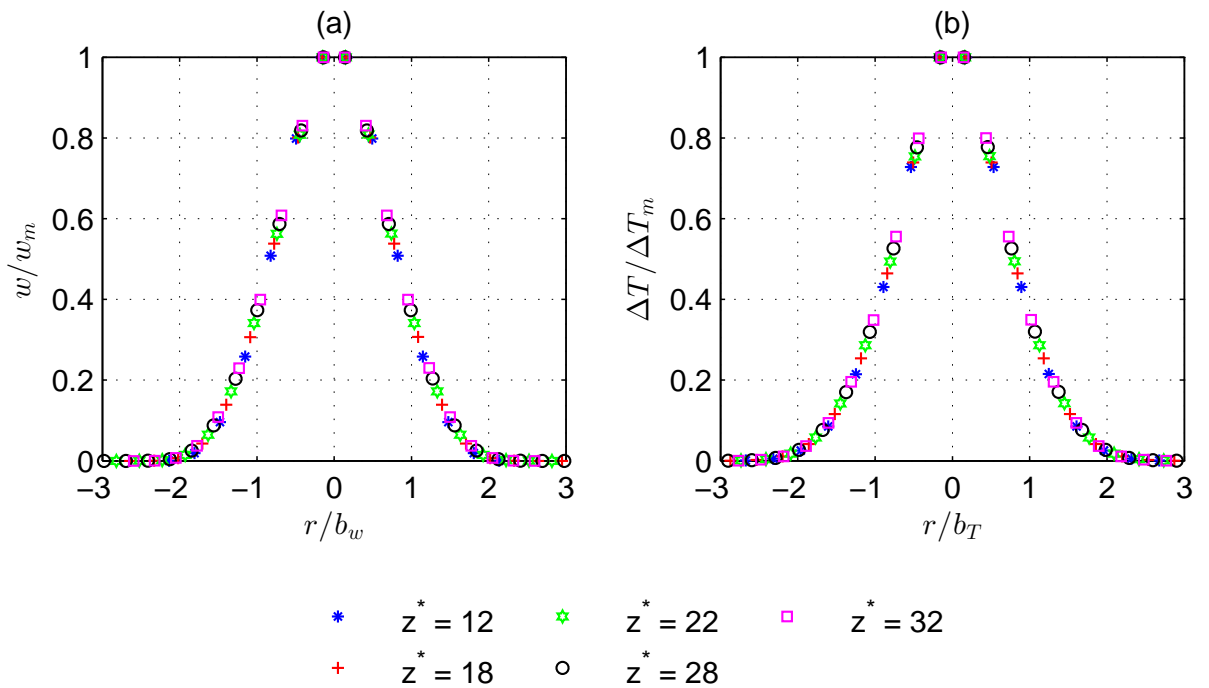 (a)
(b)
1
0.8
0.6
0.4
0.2
0
w/w_m
−3 −2 −1 0 1 2 3
r/b_w
1
0.8
0.6
0.4
0.2
0
ΔT/ΔT_m
−3 −2 −1 0 1 2 3
r/b_T
z* = 12
z* = 22
z* = 32
z* = 18
z* = 28